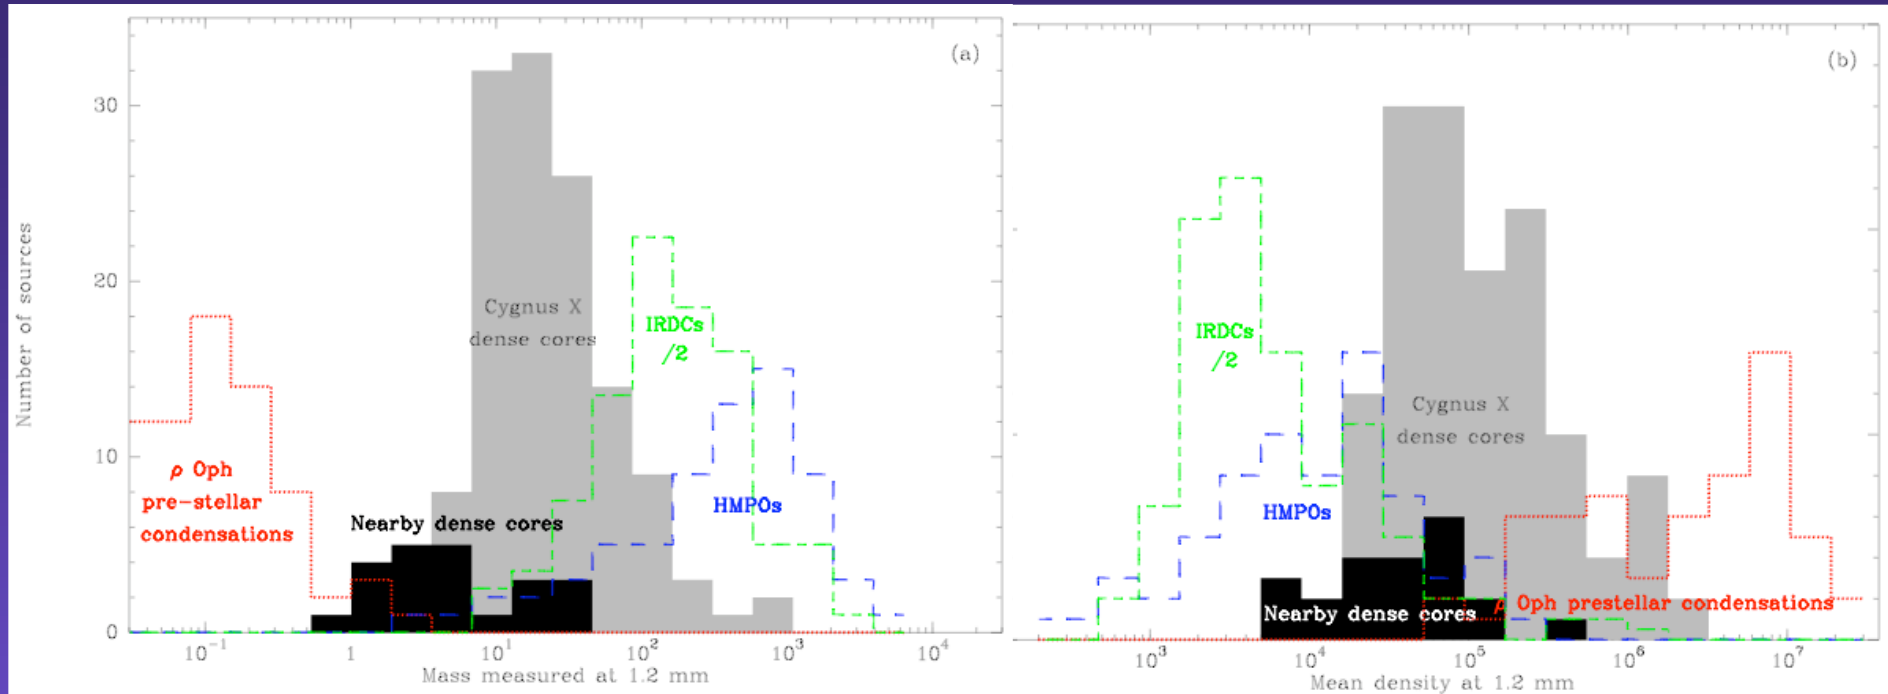 (a)
Number of sources
30
20
10
0
Cygnus X
dense cores
IRDCs
/2
HMPOs
ρ Oph
pre-stellar
condensations
Nearby dense cores
10⁻¹ 1 10¹ 10² 10³ 10⁴
Mass measured at 1.2 mm
(b)
IRDCs
/2
Cygnus X
dense cores
HMPOs
Nearby dense cores
ρ Oph prestellar condensations
10³ 10⁴ 10⁵ 10⁶ 10⁷
Mean density at 1.2 mm